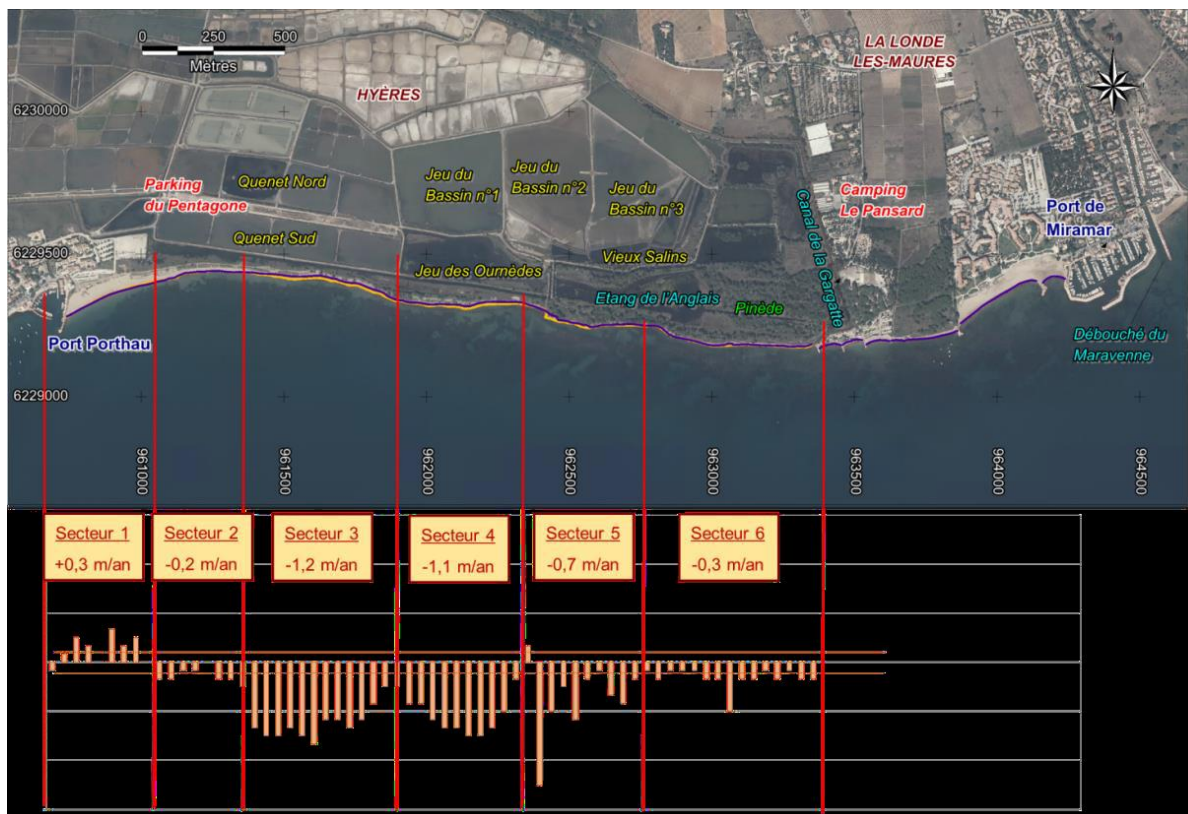 0 250 500
Mètres
LA LONDE
LES-MAURES
HYÈRES
6230000
Parking
du Pentagone
Quenet Nord
Quenet Sud
Jeu du
Bassin n°1
Jeu du
Bassin n°2
Jeu du
Bassin n°3
Canal de la Gargatte
Camping
Le Pansard
Port de
Miramar
6229500
Jeu des Ournèdes
Vieux Salins
Etang de l'Anglais
Pinède
Port Porthau
Débouché du
Maravenne
6229000
961000
961500
962000
962500
963000
963500
964000
964500
Secteur 1
+0,3 m/an
Secteur 2
-0,2 m/an
Secteur 3
-1,2 m/an
Secteur 4
-1,1 m/an
Secteur 5
-0,7 m/an
Secteur 6
-0,3 m/an